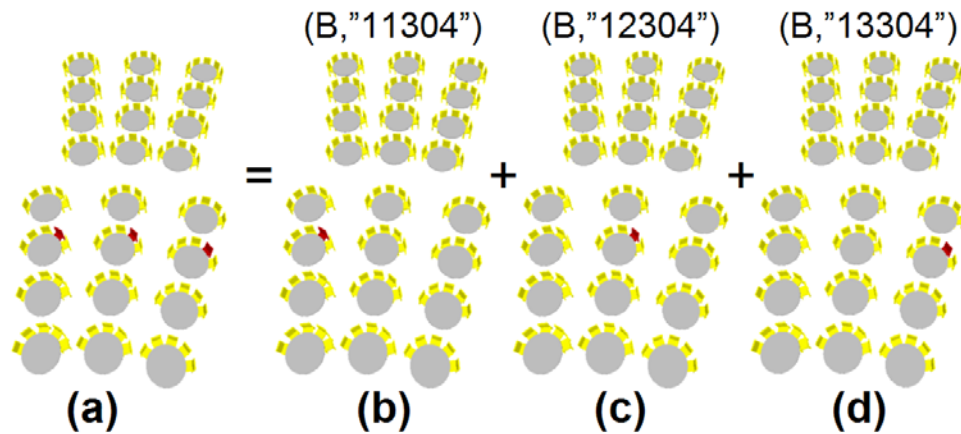 (B,”11304”) (B,”12304”) (B,”13304”)
= + +
(a) (b) (c) (d)